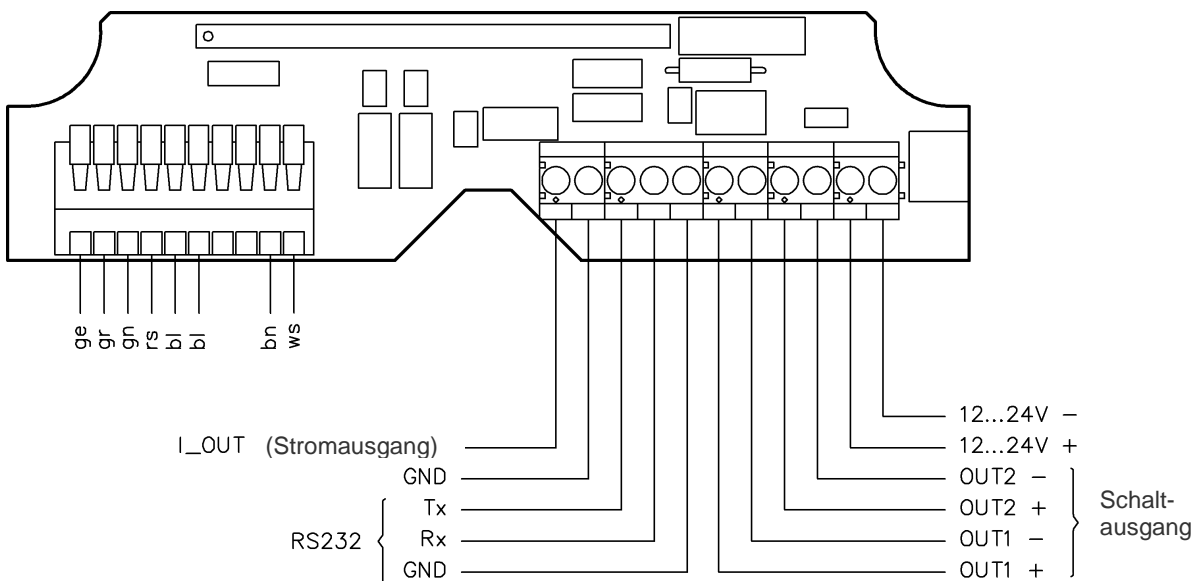 ge gr gn rs bl bl bn ws
12...24V −
I_OUT (Stromausgang)
12...24V +
GND
OUT2 −
Tx
OUT2 +
RS232
Rx
OUT1 −
GND
OUT1 +
Schalt-
ausgang